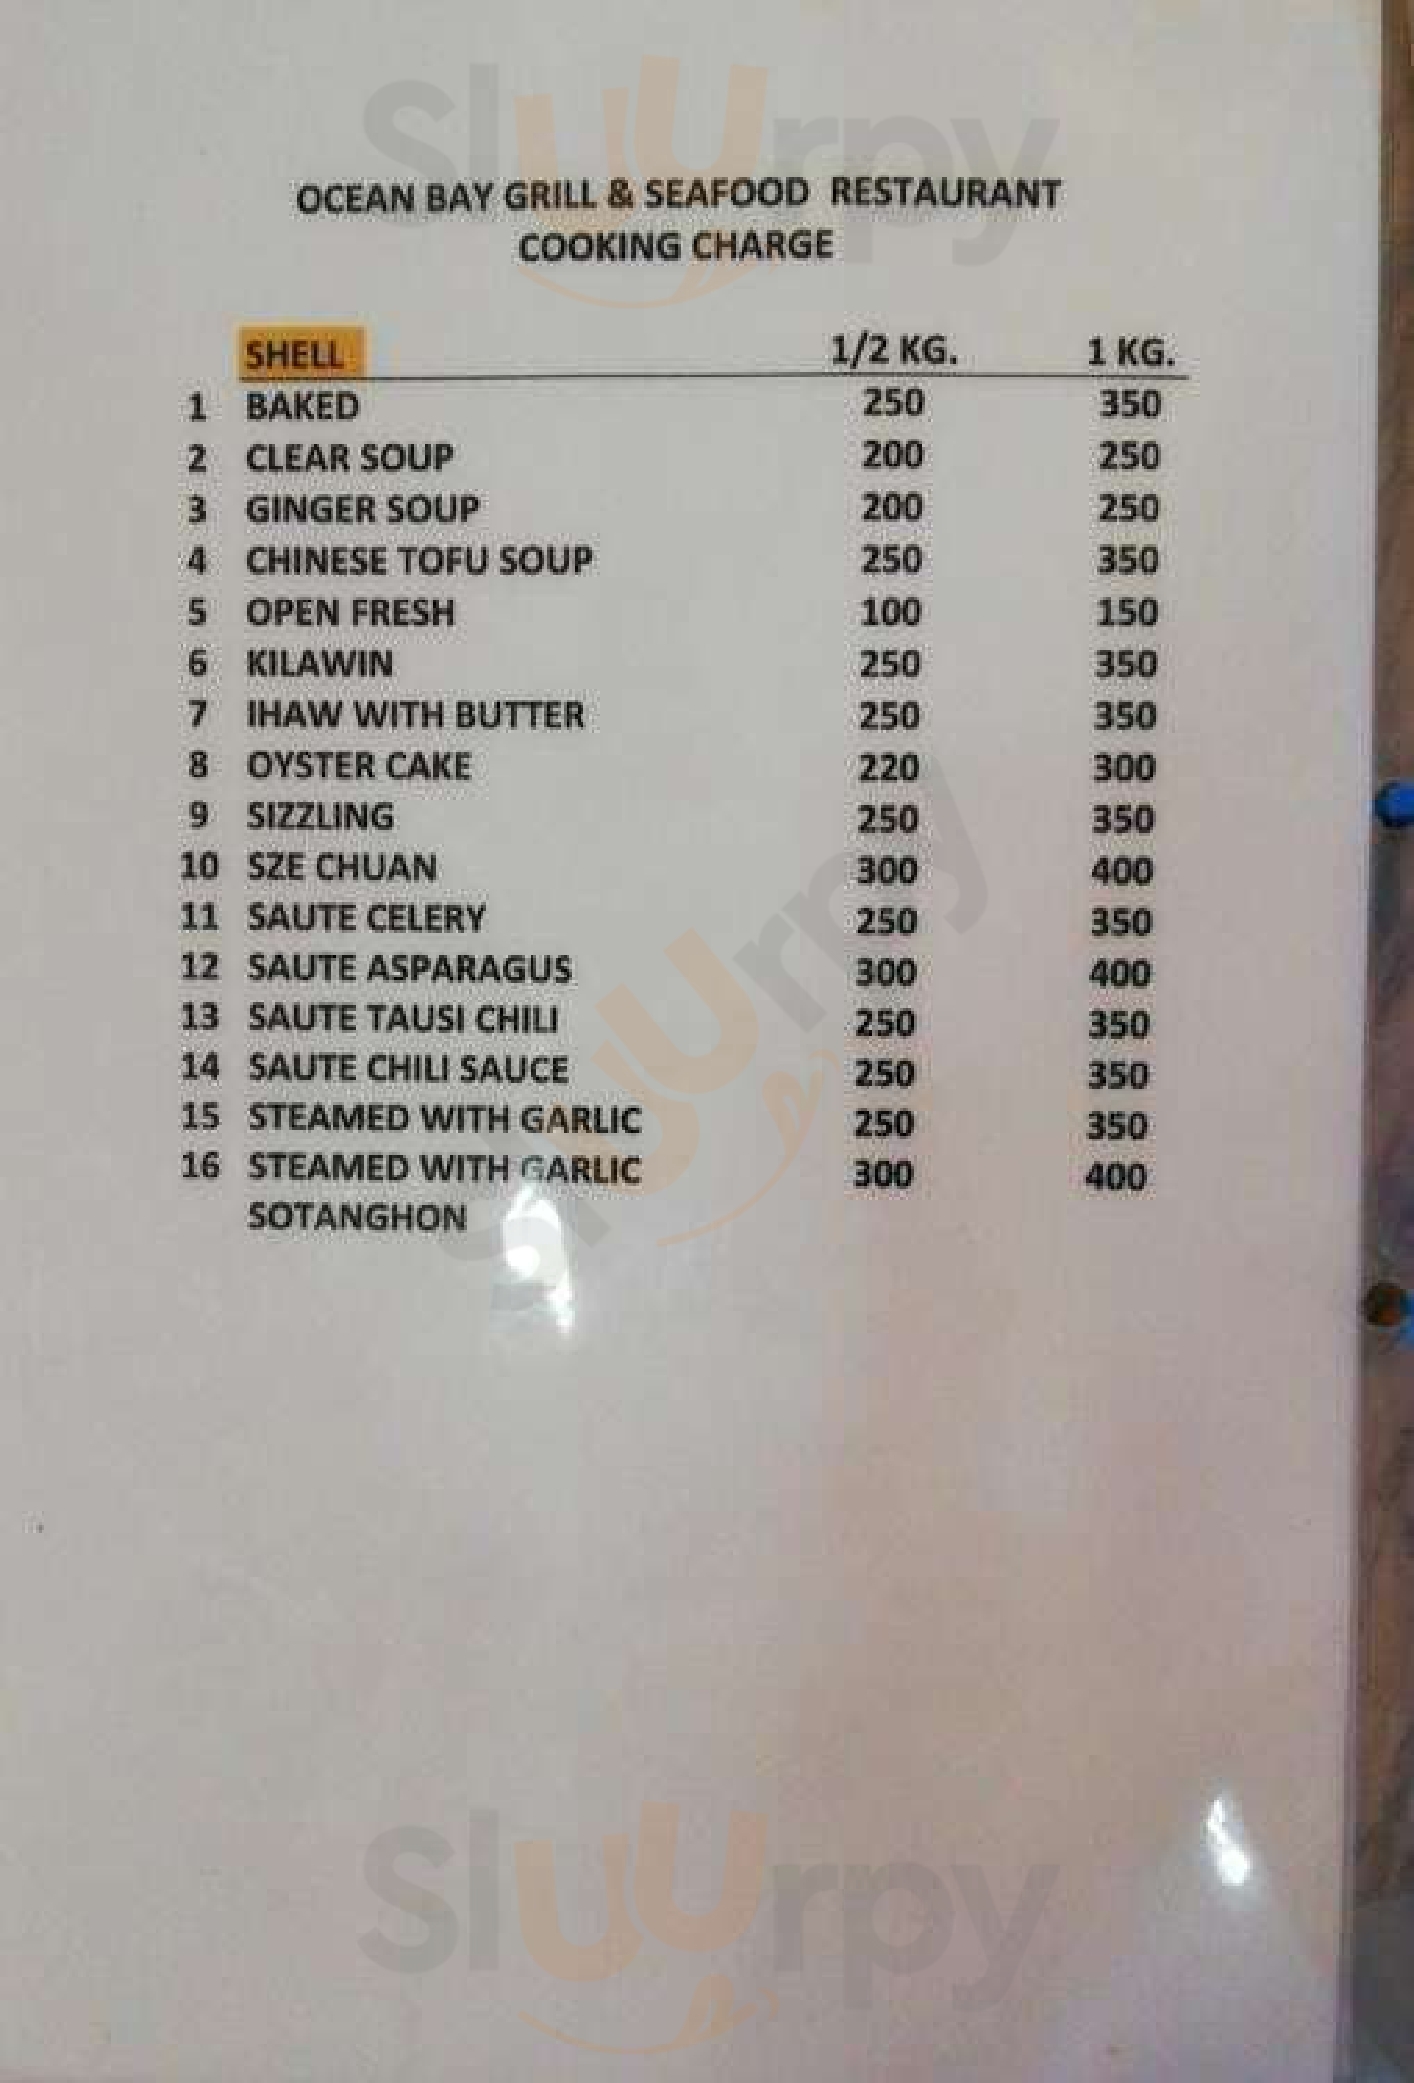 Sluurpy
OCEAN BAY GRILL & SEAFOOD RESTAURANT
COOKING CHARGE
SHELL 1/2 KG. 1 KG.
1 BAKED 250 350
2 CLEAR SOUP 200 250
3 GINGER SOUP 200 250
4 CHINESE TOFU SOUP 250 350
5 OPEN FRESH 100 150
6 KILAWIN 250 350
7 IHAW WITH BUTTER 250 350
8 OYSTER CAKE 220 300
9 SIZZLING 250 350
10 SZE CHUAN 300 400
11 SAUTE CELERY 250 350
12 SAUTE ASPARAGUS 300 400
13 SAUTE TAUSI CHILI 250 350
14 SAUTE CHILI SAUCE 250 350
15 STEAMED WITH GARLIC 250 350
16 STEAMED WITH GARLIC 300 400
SOTANGHON
Sluurpy
Sluurpy